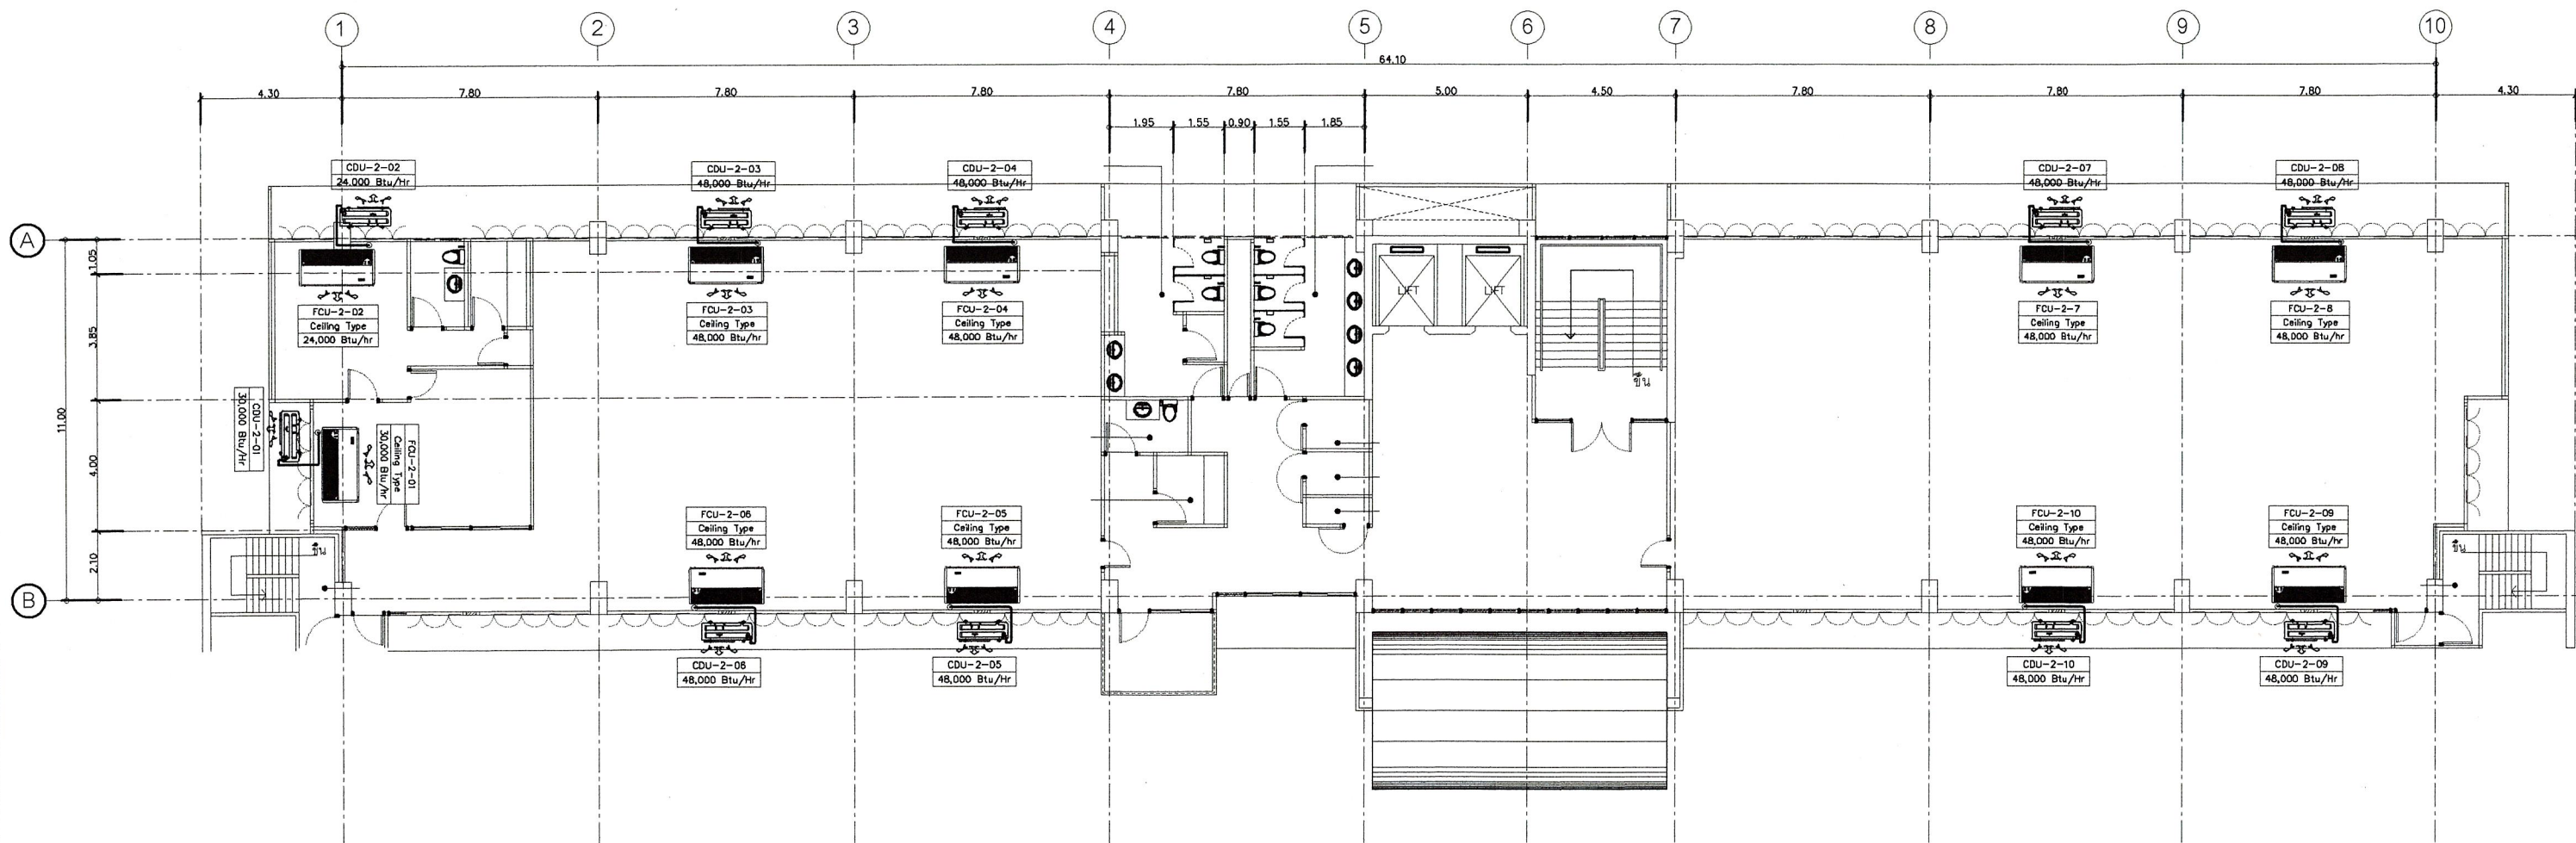 1
2
3
4
5
6
7
8
9
10
64.10
4.30
7.80
7.80
7.80
7.80
5.00
4.50
7.80
7.80
7.80
4.30
1.95
1.55
0.90
1.55
1.85
CDU-2-02
24,000 Btu/Hr
CDU-2-03
48,000 Btu/Hr
CDU-2-04
48,000 Btu/Hr
CDU-2-07
48,000 Btu/Hr
CDU-2-08
48,000 Btu/Hr
A
1.05
3.85
11.00
4.00
2.10
B
FCU-2-02
Ceiling Type
24,000 Btu/hr
FCU-2-03
Ceiling Type
48,000 Btu/hr
FCU-2-04
Ceiling Type
48,000 Btu/hr
LIFT
LIFT
FCU-2-7
Ceiling Type
48,000 Btu/hr
FCU-2-8
Ceiling Type
48,000 Btu/hr
ขึ้น
CDU-2-01
30,000 Btu/Hr
FCU-2-01
Ceiling Type
30,000 Btu/hr
FCU-2-06
Ceiling Type
48,000 Btu/hr
FCU-2-05
Ceiling Type
48,000 Btu/hr
FCU-2-10
Ceiling Type
48,000 Btu/hr
FCU-2-09
Ceiling Type
48,000 Btu/hr
ขึ้น
ขึ้น
CDU-2-06
48,000 Btu/Hr
CDU-2-05
48,000 Btu/Hr
CDU-2-10
48,000 Btu/Hr
CDU-2-09
48,000 Btu/Hr